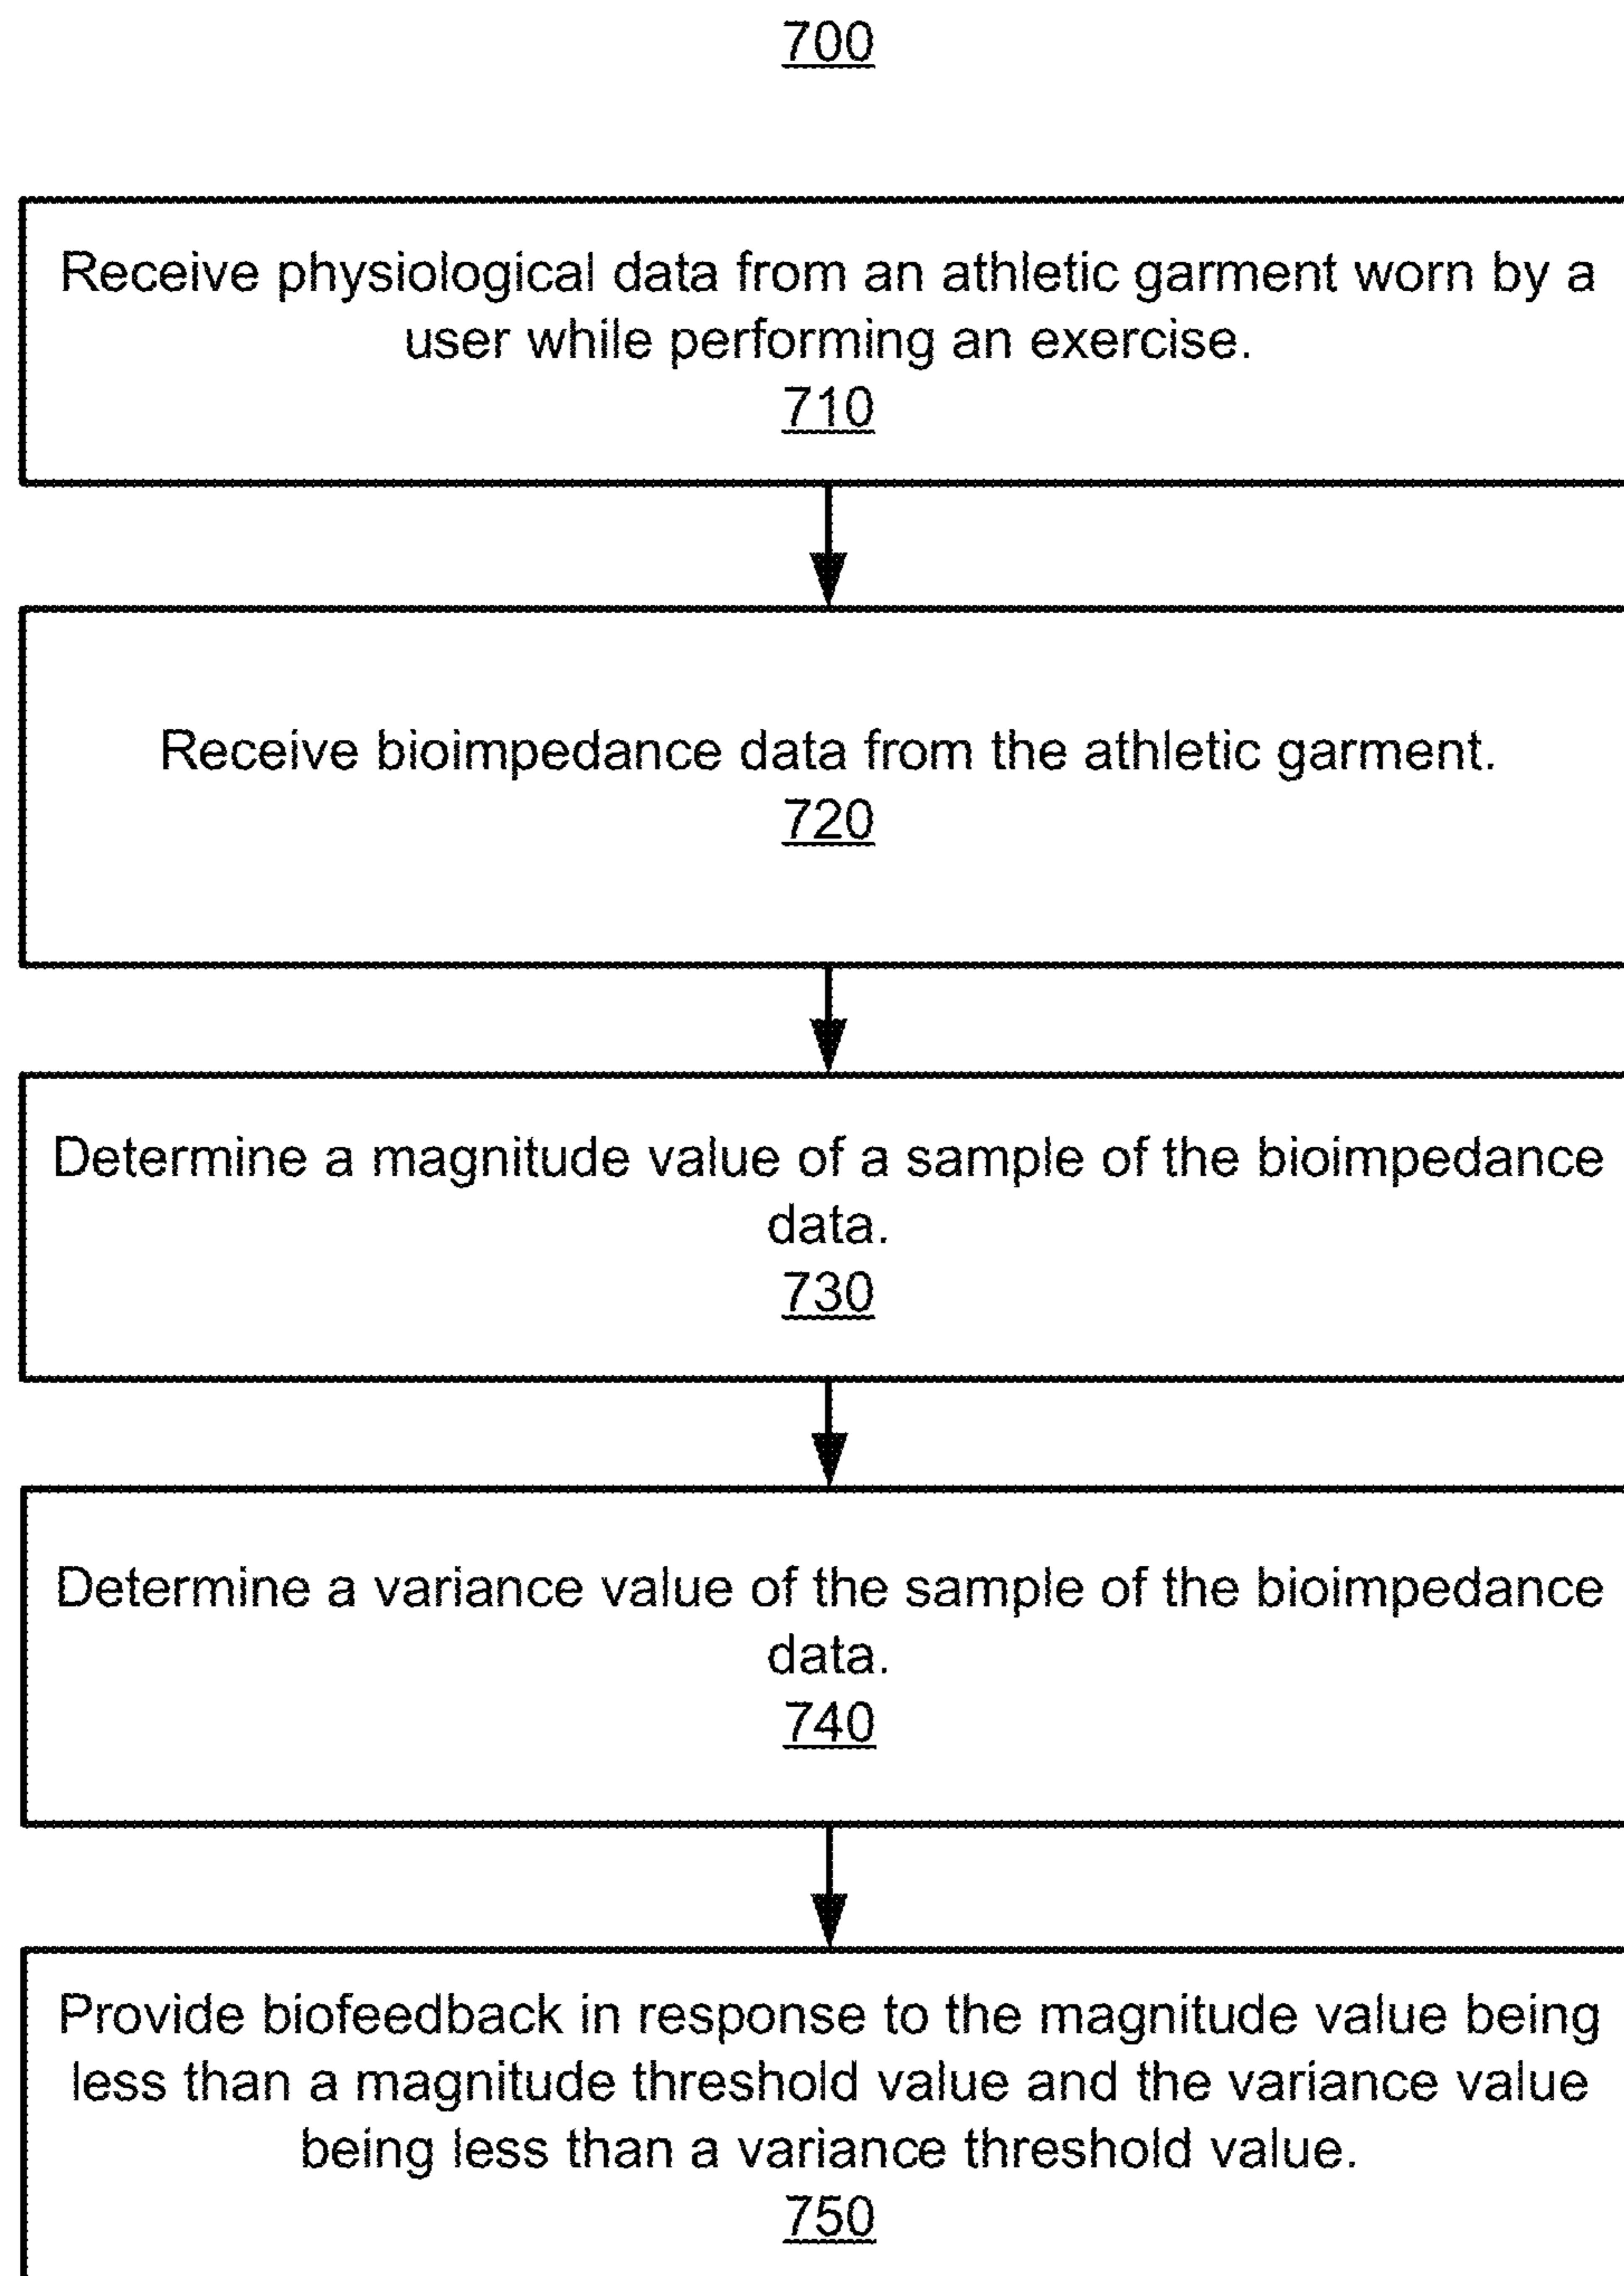 700
Receive physiological data from an athletic garment worn by a
user while performing an exercise.
710
Receive bioimpedance data from the athletic garment.
720
Determine a magnitude value of a sample of the bioimpedance
data.
730
Determine a variance value of the sample of the bioimpedance
data.
740
Provide biofeedback in response to the magnitude value being
less than a magnitude threshold value and the variance value
being less than a variance threshold value.
750